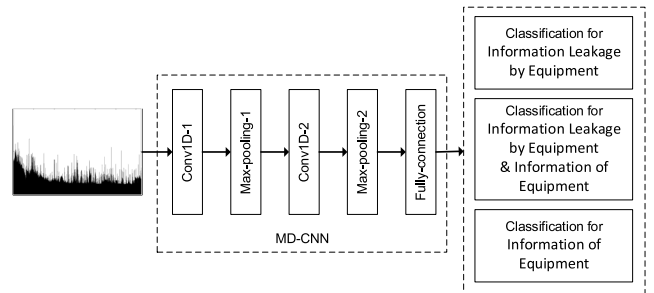 Conv1D-1
Max-pooling-1
Conv1D-2
Max-pooling-2
Fully-connection
MD-CNN
Classification for
Information Leakage
by Equipment
Classification for
Information Leakage
by Equipment
& Information of
Equipment
Classification for
Information of
Equipment